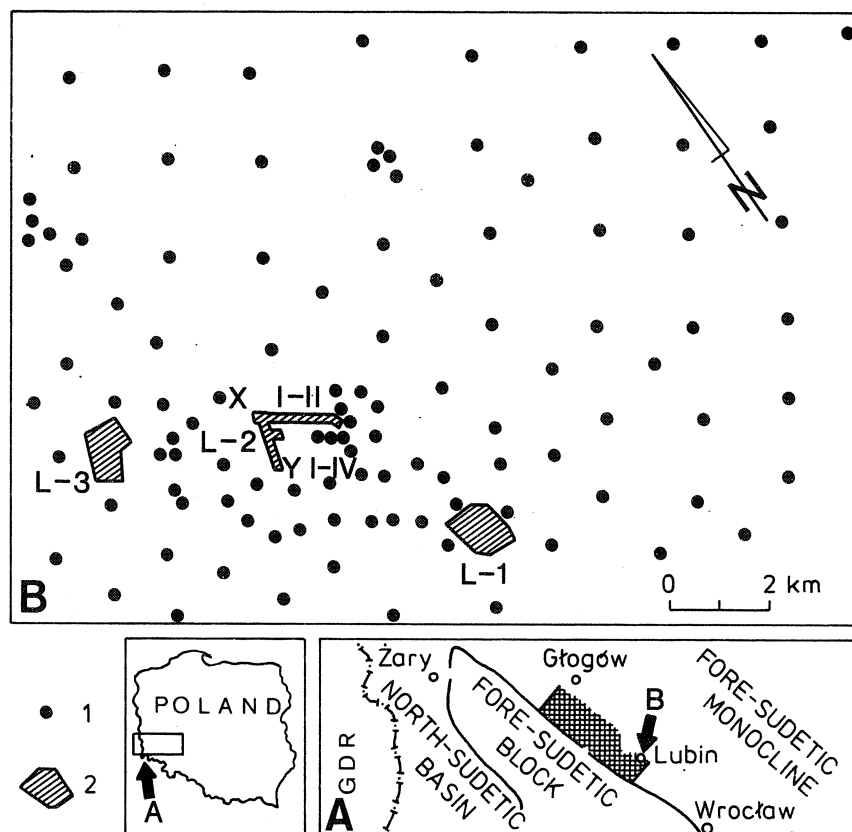 N
X I-II
L-2
Y I-IV
L-3
L-1
B
0 2 km
1
2
POLAND
A
Żary
Głogów
FORE-SUDETIC
MONOCLINE
NORTH-SUDETIC
BASIN
FORE-SUDETIC
BLOCK
B
Lubin
GDR
A
Wrocław